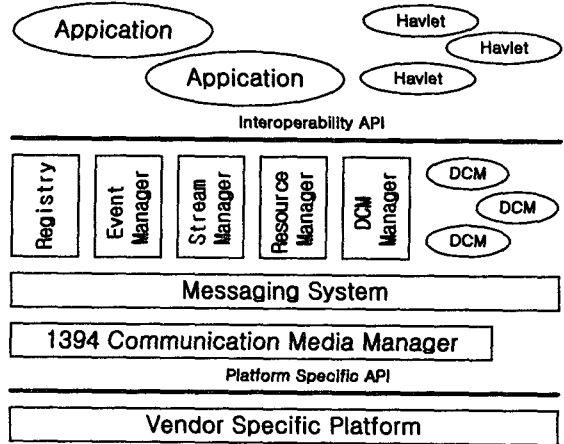 Appication
Havlet
Havlet
Appication
Havlet
Interoperability API
Registry
Event
Manager
Stream
Manager
Resource
Manager
DCM
Manager
DCM
DCM
DCM
Messaging System
1394 Communication Media Manager
Platform Specific API
Vendor Specific Platform